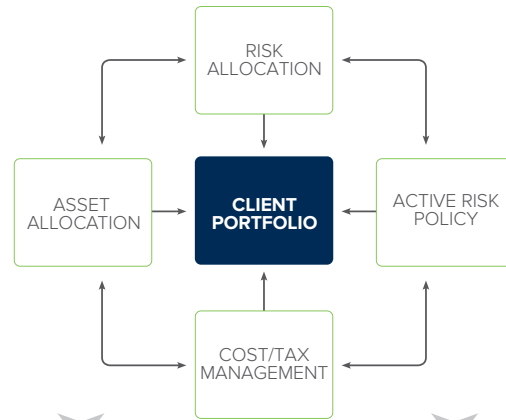 RISK
ALLOCATION
ASSET
ALLOCATION
CLIENT
PORTFOLIO
ACTIVE RISK
POLICY
COST/TAX
MANAGEMENT